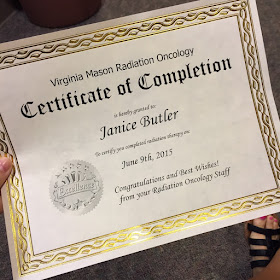 Virginia Mason Radiation Oncology
Certificate of Completion
is hereby granted to:
Janice Butler
To certify you completed radiation therapy on:
June 9th, 2015
Excellence
Congratulations and Best Wishes!
from your Radiation Oncology Staff